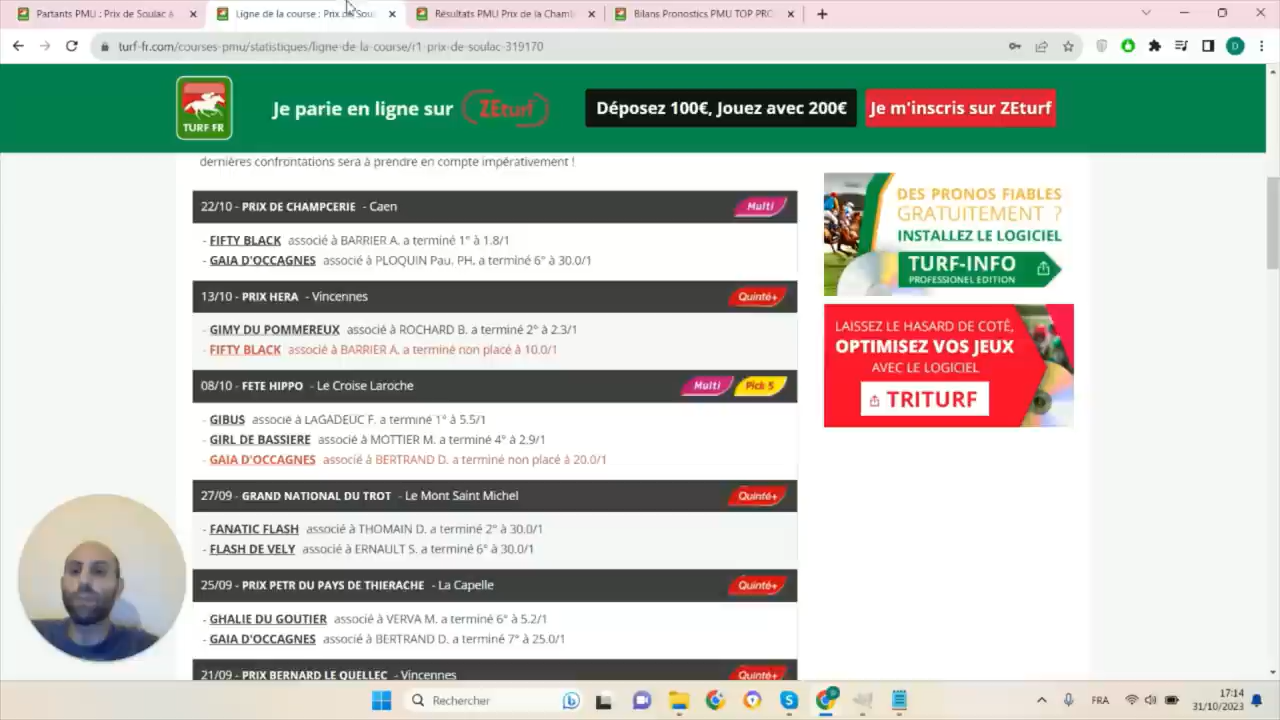 Partants PMU : Prix de Soulac à
Ligne de la course : Prix de Soul
Résultats PMU Prix de la Cham
Bilans Pronostics PMU TOP PRO
turf-fr.com/courses-pmu/statistiques/ligne-de-la-course/r1-prix-de-soulac-319170
D
TURF FR
Je parie en ligne sur ZEturf
Déposez 100€, Jouez avec 200€
Je m'inscris sur ZEturf
dernières confrontations sera à prendre en compte impérativement !
22/10 - PRIX DE CHAMPCERIE - Caen Multi
- FIFTY BLACK associé à BARRIER A. a terminé 1° à 1.8/1
- GAIA D'OCCAGNES associé à PLOQUIN Pau. PH. a terminé 6° à 30.0/1
13/10 - PRIX HERA - Vincennes Quinté+
- GIMY DU POMMEREUX associé à ROCHARD B. a terminé 2° à 2.3/1
- FIFTY BLACK associé à BARRIER A. a terminé non placé à 10.0/1
08/10 - FETE HIPPO - Le Croise Laroche Multi Pick 5
- GIBUS associé à LAGADEUC F. a terminé 1° à 5.5/1
- GIRL DE BASSIERE associé à MOTTIER M. a terminé 4° à 2.9/1
- GAIA D'OCCAGNES associé à BERTRAND D. a terminé non placé à 20.0/1
27/09 - GRAND NATIONAL DU TROT - Le Mont Saint Michel Quinté+
- FANATIC FLASH associé à THOMAIN D. a terminé 2° à 30.0/1
- FLASH DE VELY associé à ERNAULT S. a terminé 6° à 30.0/1
25/09 - PRIX PETR DU PAYS DE THIERACHE - La Capelle Quinté+
- GHALIE DU GOUTIER associé à VERVA M. a terminé 6° à 5.2/1
- GAIA D'OCCAGNES associé à BERTRAND D. a terminé 7° à 25.0/1
21/09 - PRIX BERNARD LE QUELLEC - Vincennes Quinté+
DES PRONOS FIABLES
GRATUITEMENT ?
INSTALLEZ LE LOGICIEL
TURF-INFO
PROFESSIONEL EDITION
LAISSEZ LE HASARD DE COTÉ,
OPTIMISEZ VOS JEUX
AVEC LE LOGICIEL
TRITURF
Rechercher
FRA
17:14
31/10/2023